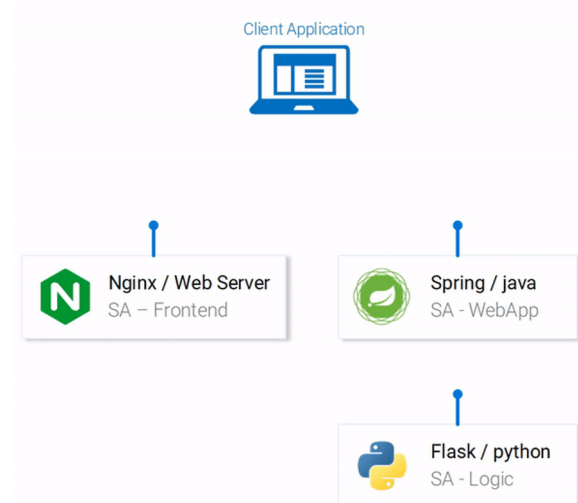 Client Application
Nginx / Web Server
SA – Frontend
Spring / java
SA - WebApp
Flask / python
SA - Logic